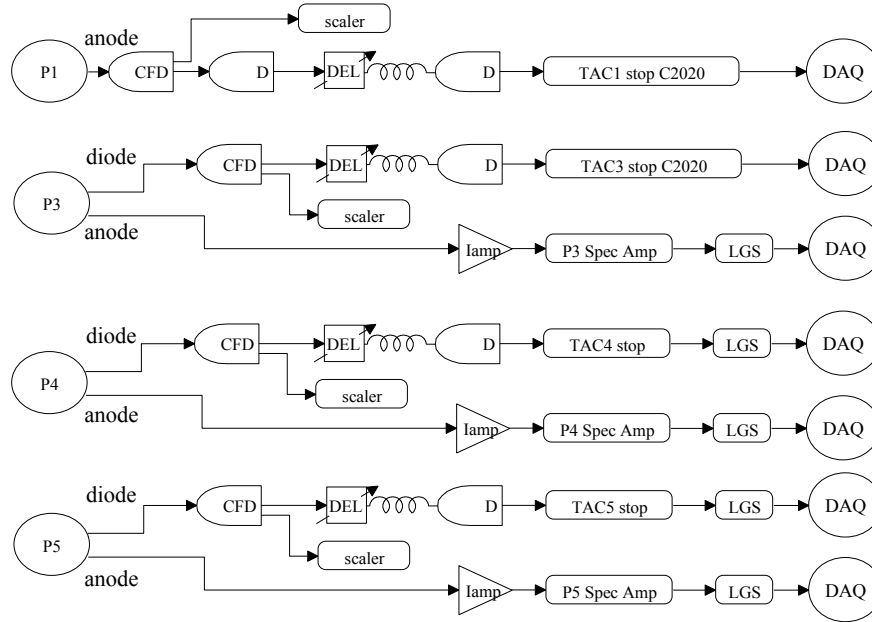 anode
scaler
P1 CFD D DEL D TAC1 stop C2020 DAQ
diode
CFD DEL D TAC3 stop C2020 DAQ
P3
scaler
anode
Iamp P3 Spec Amp LGS DAQ
diode
CFD DEL D TAC4 stop LGS DAQ
P4
scaler
anode
Iamp P4 Spec Amp LGS DAQ
diode
CFD DEL D TAC5 stop LGS DAQ
P5
scaler
anode
Iamp P5 Spec Amp LGS DAQ